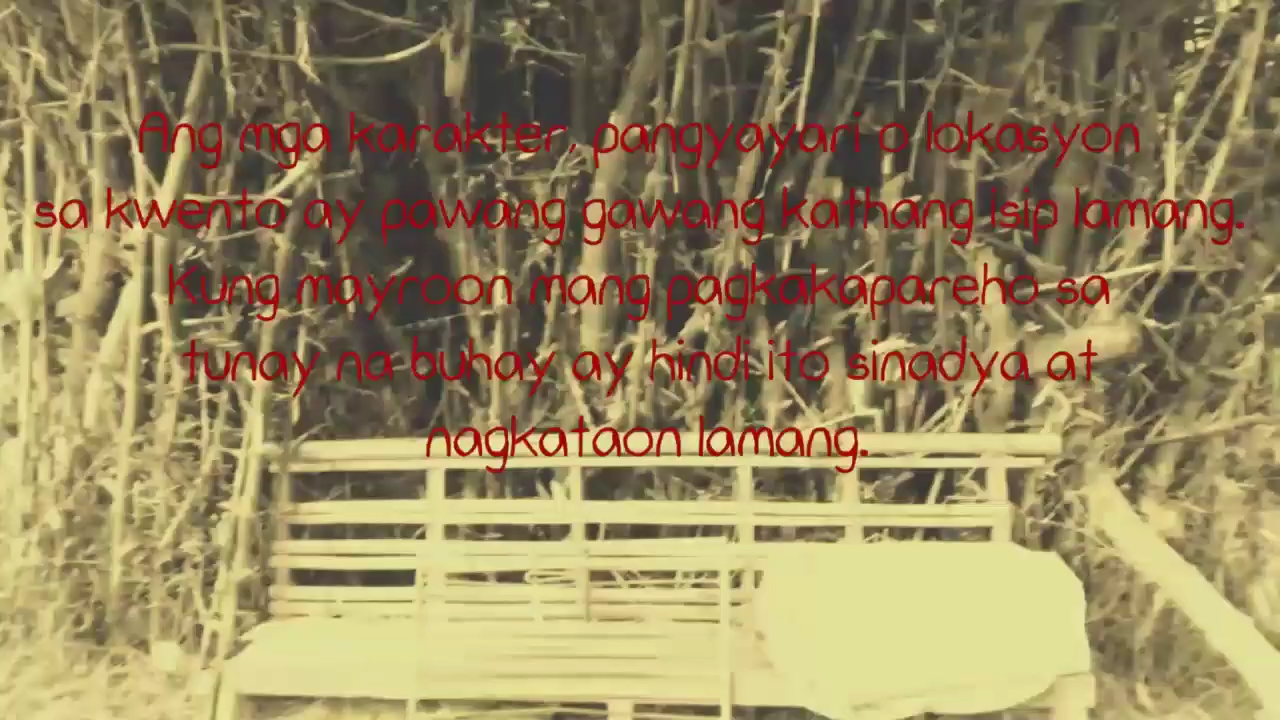 Ang mga karakter, pangyayari o lokasyon
sa kwento ay pawang gawang kathang isip lamang.
Kung mayroon mang pagkakapareho sa
tunay na buhay ay hindi ito sinadya at
nagkataon lamang.